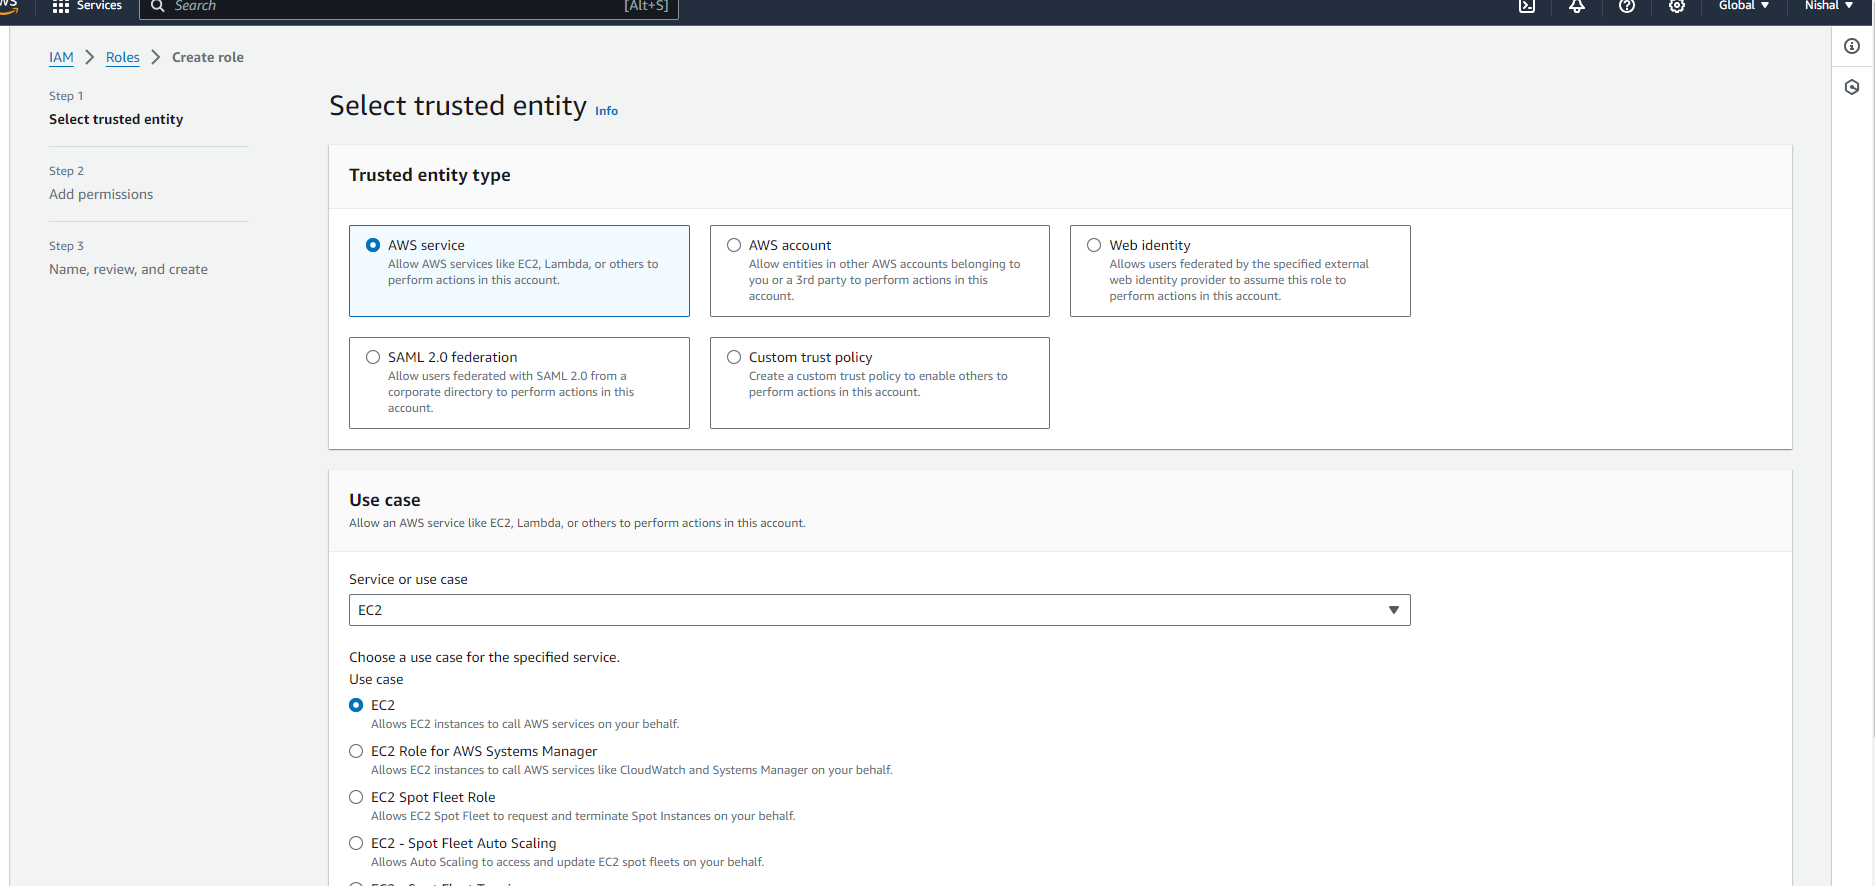 Services
Search
[Alt+S]
Global
Nishal
IAM
Roles
Create role
Step 1
Select trusted entity
Step 2
Add permissions
Step 3
Name, review, and create
Select trusted entity Info
Trusted entity type
AWS service
Allow AWS services like EC2, Lambda, or others to
perform actions in this account.
AWS account
Allow entities in other AWS accounts belonging to
you or a 3rd party to perform actions in this
account.
Web identity
Allows users federated by the specified external
web identity provider to assume this role to
perform actions in this account.
SAML 2.0 federation
Allow users federated with SAML 2.0 from a
corporate directory to perform actions in this
account.
Custom trust policy
Create a custom trust policy to enable others to
perform actions in this account.
Use case
Allow an AWS service like EC2, Lambda, or others to perform actions in this account.
Service or use case
EC2
Choose a use case for the specified service.
Use case
EC2
Allows EC2 instances to call AWS services on your behalf.
EC2 Role for AWS Systems Manager
Allows EC2 instances to call AWS services like CloudWatch and Systems Manager on your behalf.
EC2 Spot Fleet Role
Allows EC2 Spot Fleet to request and terminate Spot Instances on your behalf.
EC2 - Spot Fleet Auto Scaling
Allows Auto Scaling to access and update EC2 spot fleets on your behalf.